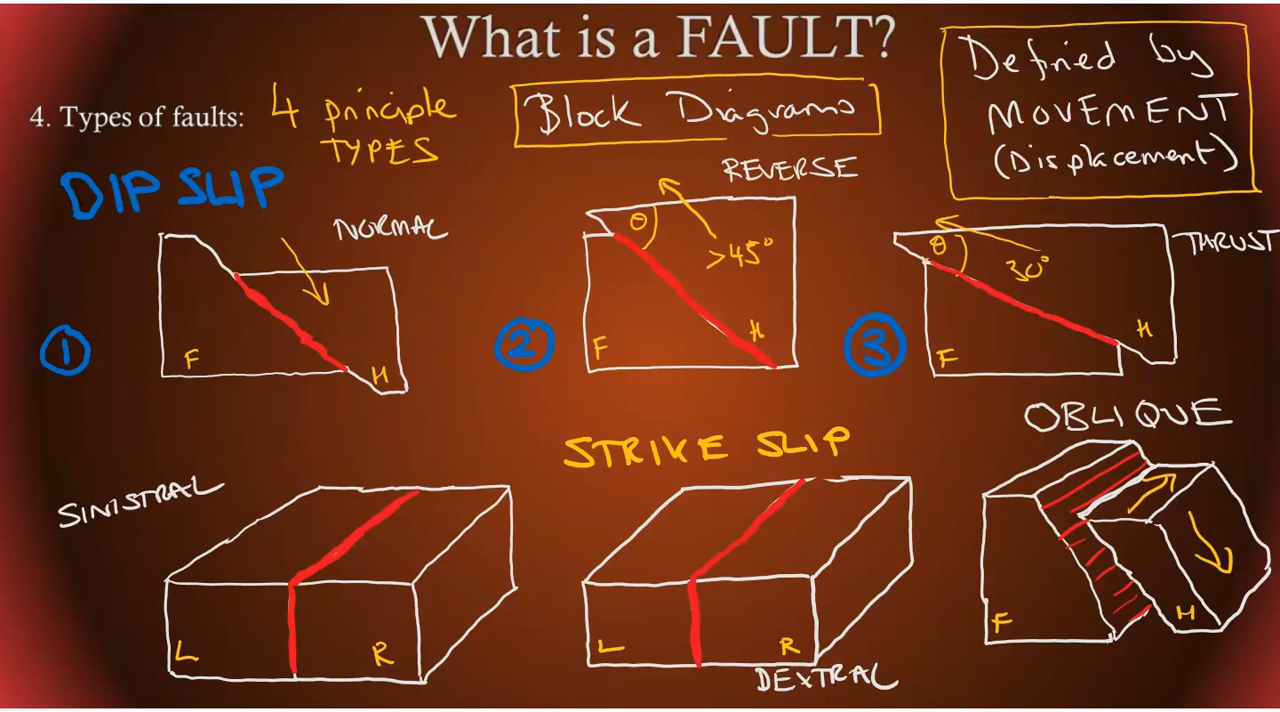 What is a FAULT?
4. Types of faults: 4 principle
TYPES
Block Diagrams
Defined by
MOVEMENT
(Displacement)
DIP SLIP
NORMAL
F
H
1
REVERSE
θ
>45°
F
H
2
THRUST
θ
30°
F
H
3
STRIKE SLIP
SINISTRAL
L
R
L
R
DEXTRAL
OBLIQUE
F
H